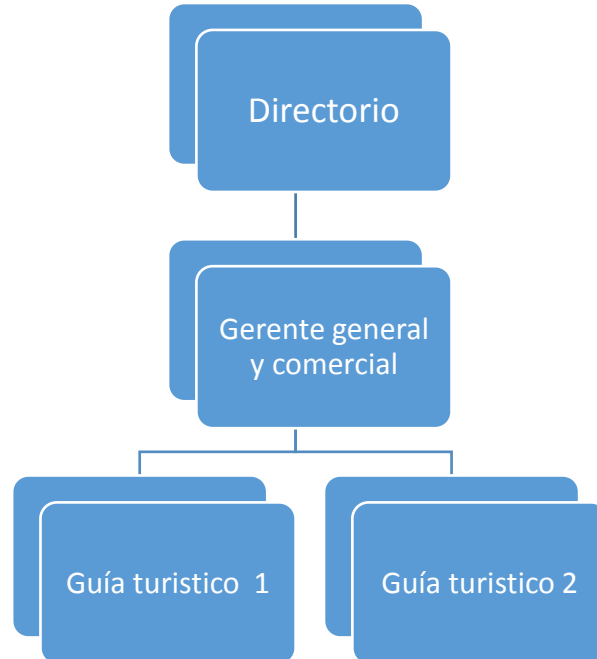 Directorio
Gerente general
y comercial
Guía turistico 1
Guía turistico 2